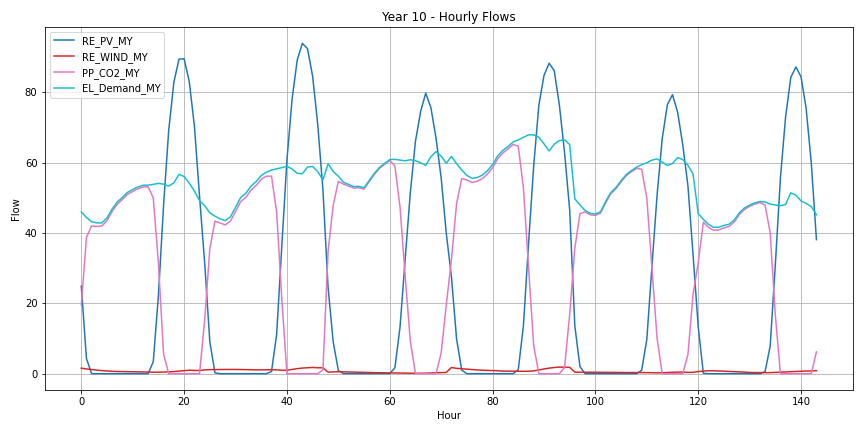 Year 10 - Hourly Flows
RE_PV_MY
RE_WIND_MY
PP_CO2_MY
EL_Demand_MY
Flow
80
60
40
20
0
0 20 40 60 80 100 120 140
Hour